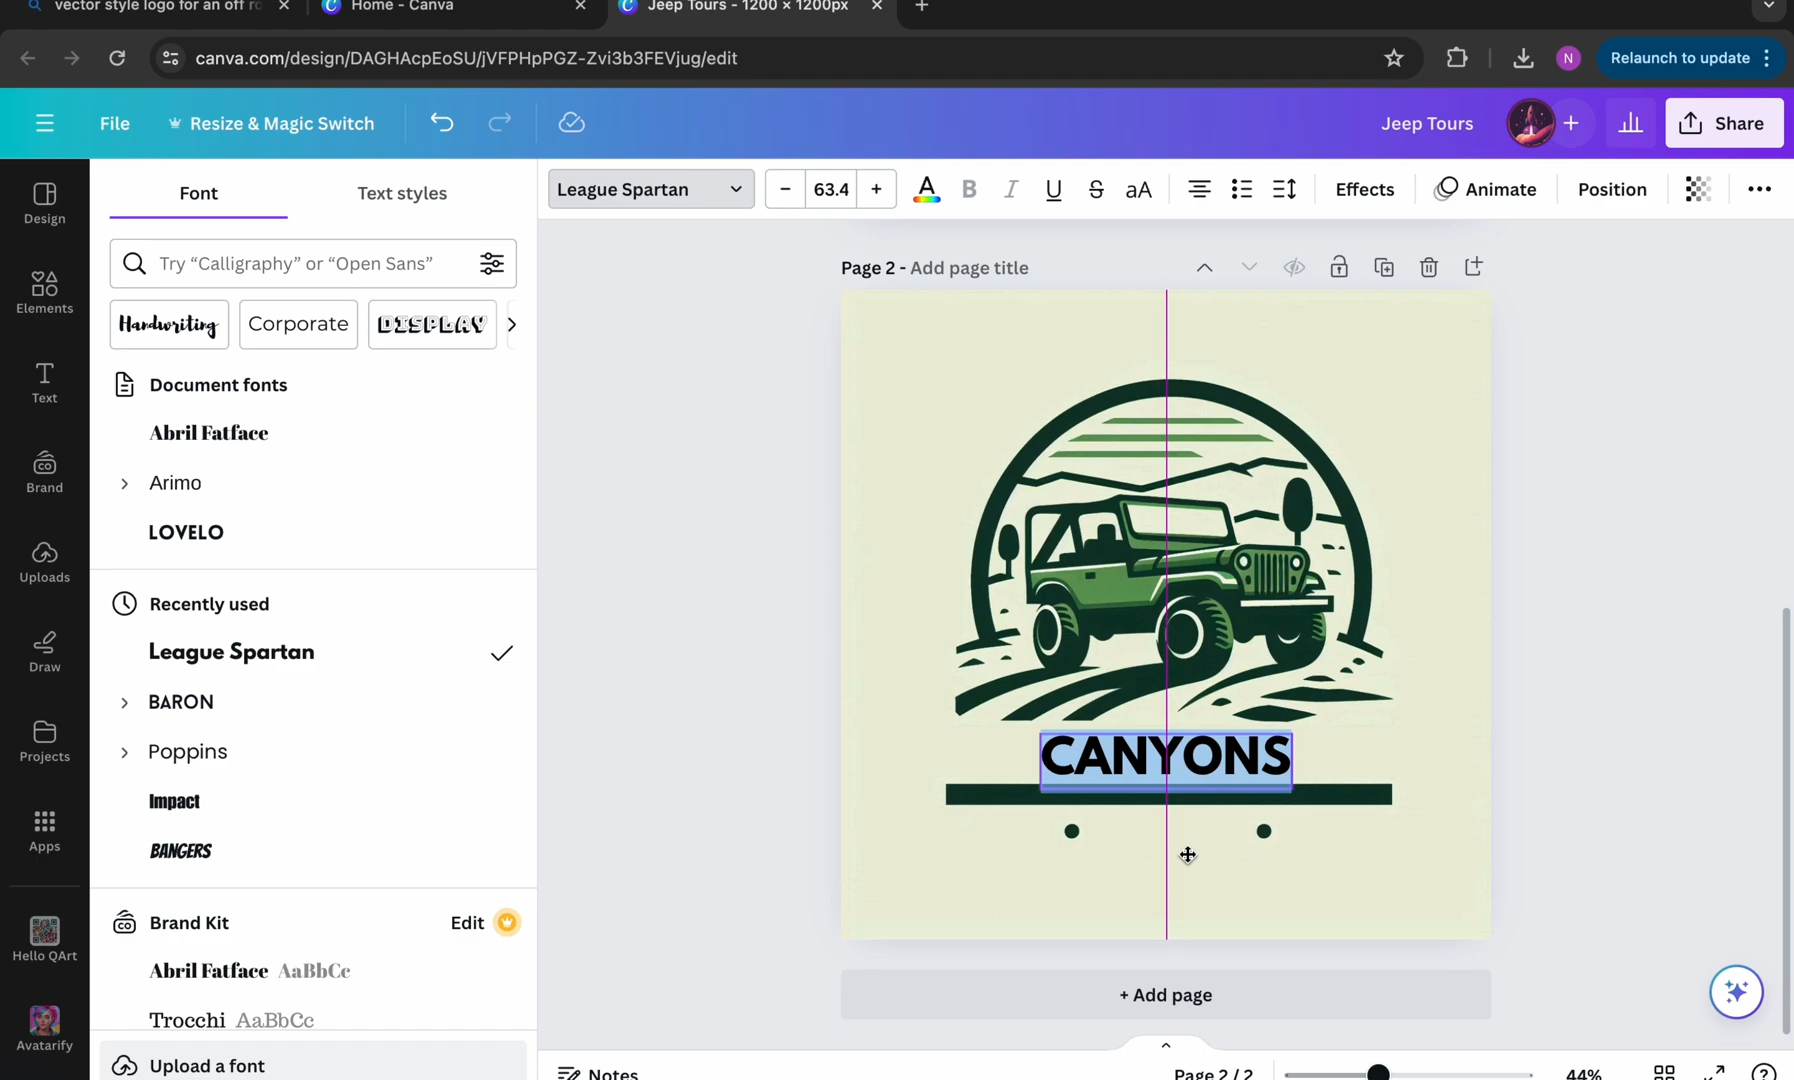 vector style logo for an off ro
Home - Canva
Jeep Tours - 1200 × 1200px
canva.com/design/DAGHAcpEoSU/jVFPHpPGZ-Zvi3b3FEVjug/edit
N
Relaunch to update
File
Resize & Magic Switch
Jeep Tours
Share
Design
Elements
Text
Brand
Uploads
Draw
Projects
Apps
Hello QArt
Avatarify
Font
Text styles
Try “Calligraphy” or “Open Sans”
Handwriting
Corporate
DISPLAY
Document fonts
Abril Fatface
Arimo
LOVELO
Recently used
League Spartan
BARON
Poppins
Impact
BANGERS
Brand Kit
Edit
Abril Fatface AaBbCc
Trocchi AaBbCc
Upload a font
League Spartan
– 63.4 +
A B I U S aA
Effects
Animate
Position
Page 2 - Add page title
CANYONS
+ Add page
Notes
Page 2 / 2
44%